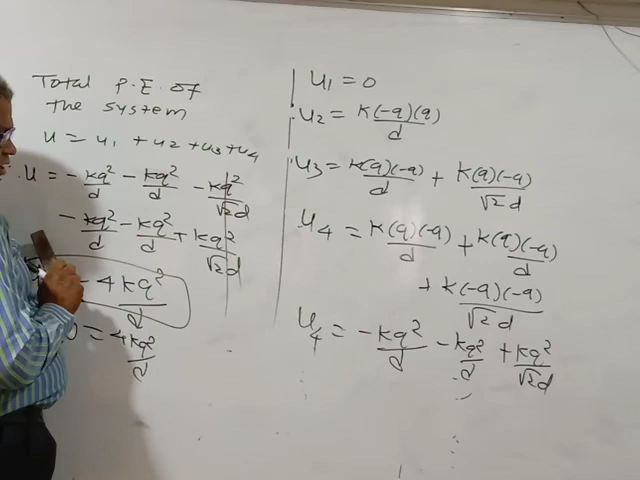 Total P.E. of
the system
u = u1 + u2 + u3 + u4
∴ u = -kq²/d - kq²/d - kq²/√2d
- kq²/d - kq²/d + kq²/√2d
- 4kq²/d
= 4kq²/d
u1 = 0
u2 = k(-q)(q)/d
u3 = k(q)(-q)/d + k(q)(-q)/√2d
u4 = k(q)(-q)/d + k(q)(-q)/d
+ k(-q)(-q)/√2d
u4 = -kq²/d - kq²/d + kq²/√2d